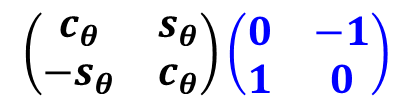 ( c_θ s_θ ) ( 0 −1 )
( −s_θ c_θ ) ( 1 0 )